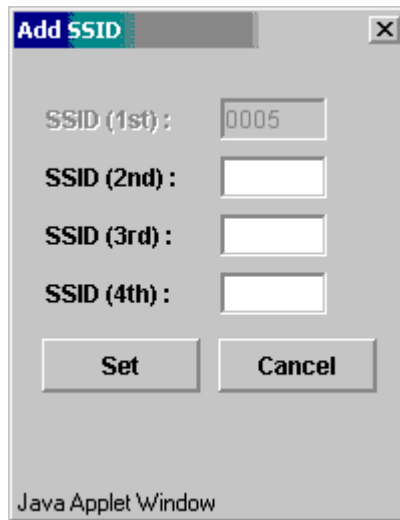 Add SSID
SSID (1st) : 0005
SSID (2nd) :
SSID (3rd) :
SSID (4th) :
Set Cancel
Java Applet Window